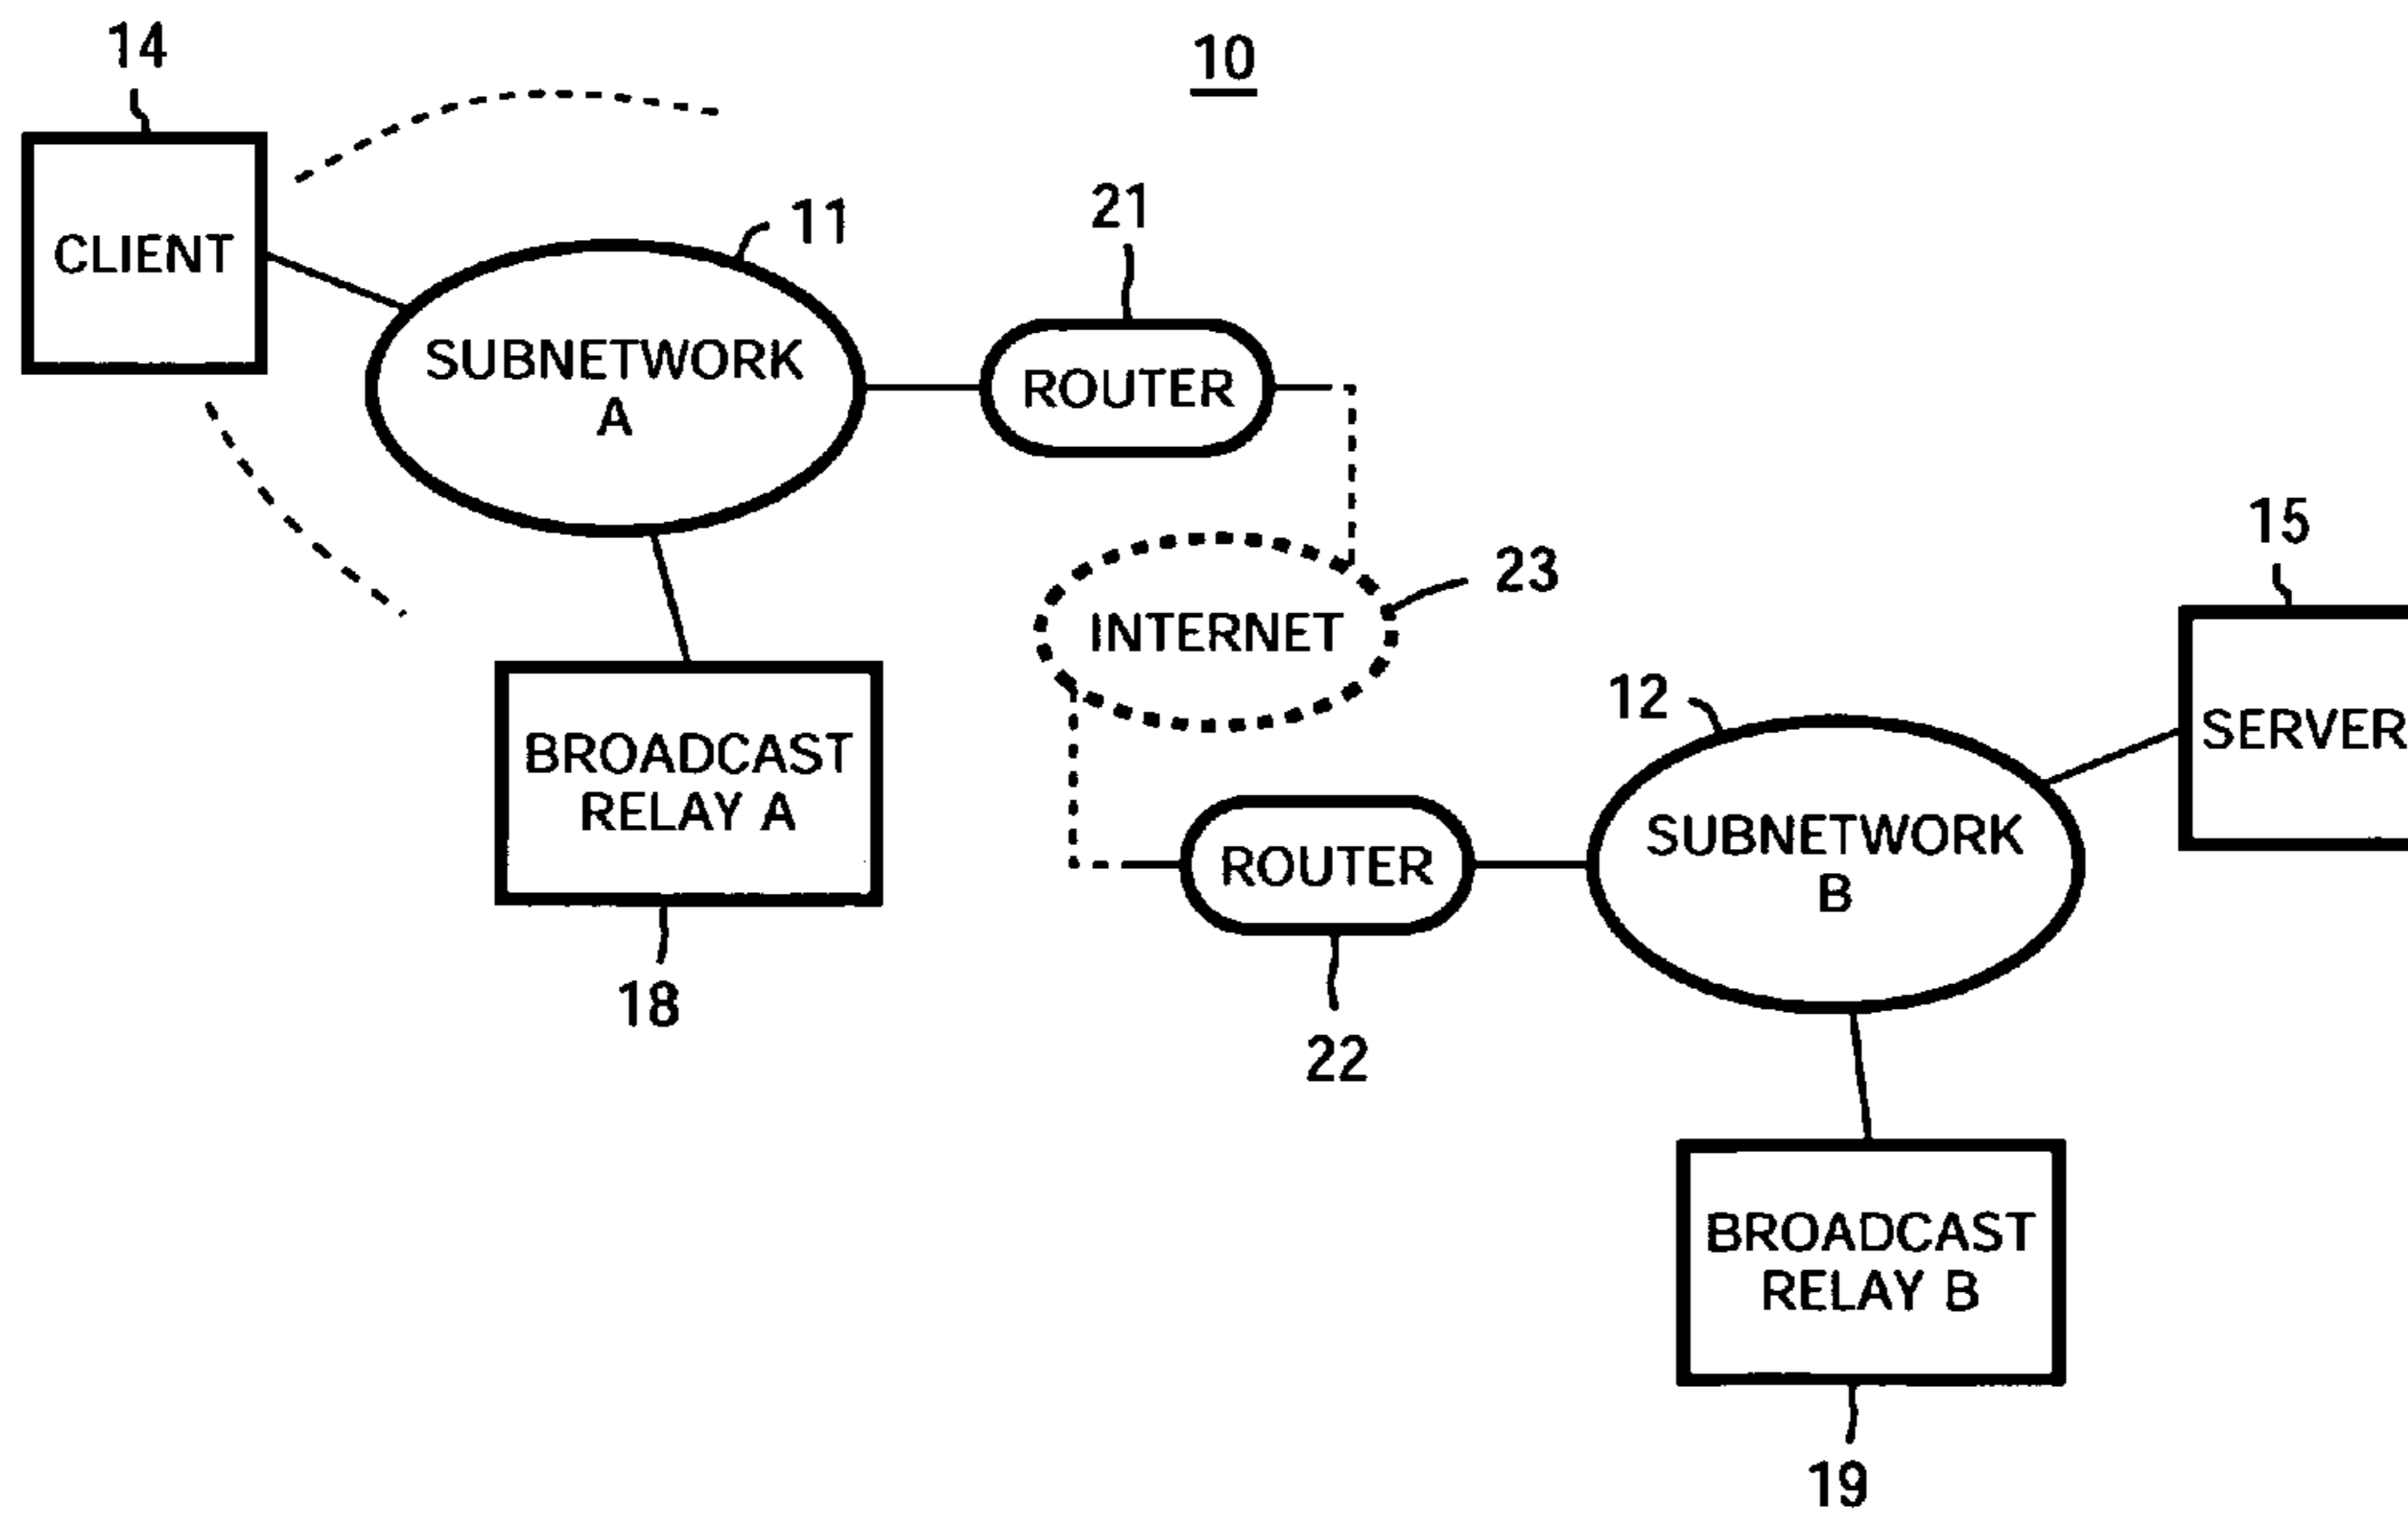 14
10
CLIENT
11
21
SUBNETWORK
A
ROUTER
INTERNET
23
15
BROADCAST
RELAY A
18
12
SERVER
ROUTER
22
SUBNETWORK
B
BROADCAST
RELAY B
19